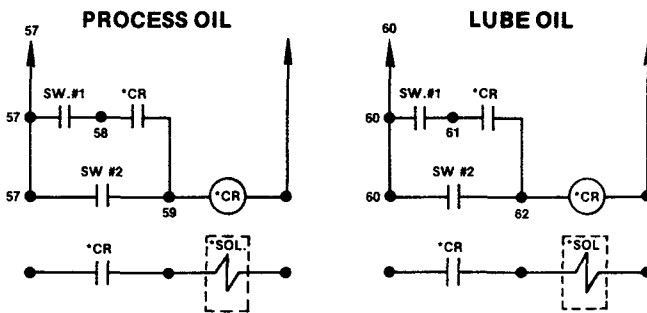 PROCESS OIL
57
SW.#1
*CR
57
58
SW #2
57
59
*CR
*CR
*SOL.
LUBE OIL
60
SW.#1
*CR
60
61
SW #2
60
62
*CR
*CR
*SOL